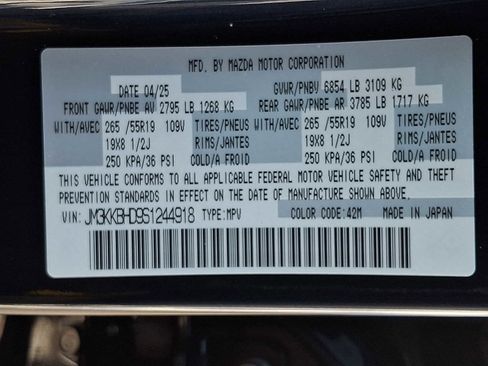 MFD. BY MAZDA MOTOR CORPORATION
DATE 04/25 GVWR/PNBV 6854 LB 3109 KG
FRONT GAWR/PNBE AV 2795 LB 1268 KG REAR GAWR/PNBE AR 3785 LB 1717 KG
WITH/AVEC 265 /55R19 109V TIRES/PNEUS WITH/AVEC 265 /55R19 109V TIRES/PNEUS
19X8 1/2J RIMS/JANTES 19X8 1/2J RIMS/JANTES
250 KPA/36 PSI COLD/A FROID 250 KPA/36 PSI COLD/A FROID
THIS VEHICLE CONFORMS TO ALL APPLICABLE FEDERAL MOTOR VEHICLE SAFETY AND THEFT
PREVENTION STANDARDS IN EFFECT ON THE DATE OF MANUFACTURE SHOWN ABOVE.
VIN: JM3KKBHD9S1244918 TYPE:MPV COLOR CODE:42M MADE IN JAPAN